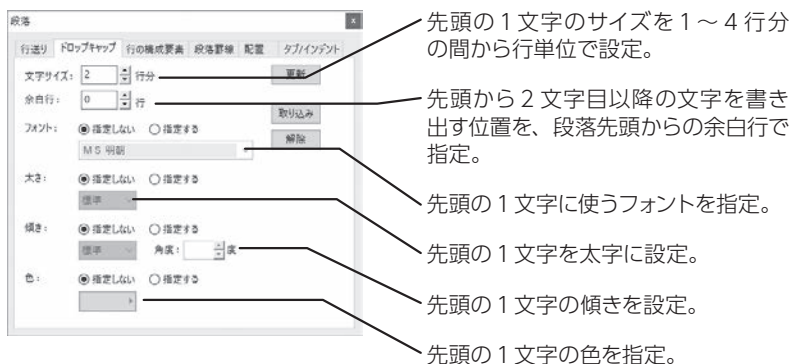 段落
x
行送り ドロップキャップ 行の構成要素 段落罫線 配置 タブ/インデント
文字サイズ: 2 行分 更新
余白行: 0 行
取り込み
フォント: 指定しない 指定する 解除
MS 明朝
太さ: 指定しない 指定する
標準
傾き: 指定しない 指定する
標準 角度: 度
色: 指定しない 指定する
先頭の1文字のサイズを1~4行分
の間から行単位で設定。
先頭から2文字目以降の文字を書き
出す位置を、段落先頭からの余白行で
指定。
先頭の1文字に使うフォントを指定。
先頭の1文字を太字に設定。
先頭の1文字の傾きを設定。
先頭の1文字の色を指定。